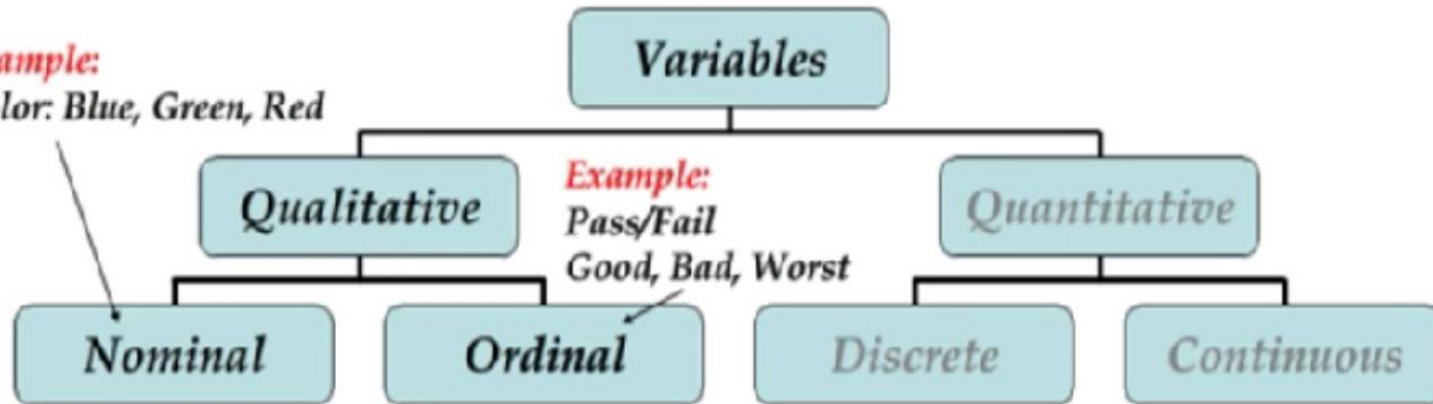 Variables
ample:
lor: Blue, Green, Red
Qualitative
Example:
Pass/Fail
Good, Bad, Worst
Quantitative
Nominal
Ordinal
Discrete
Continuous